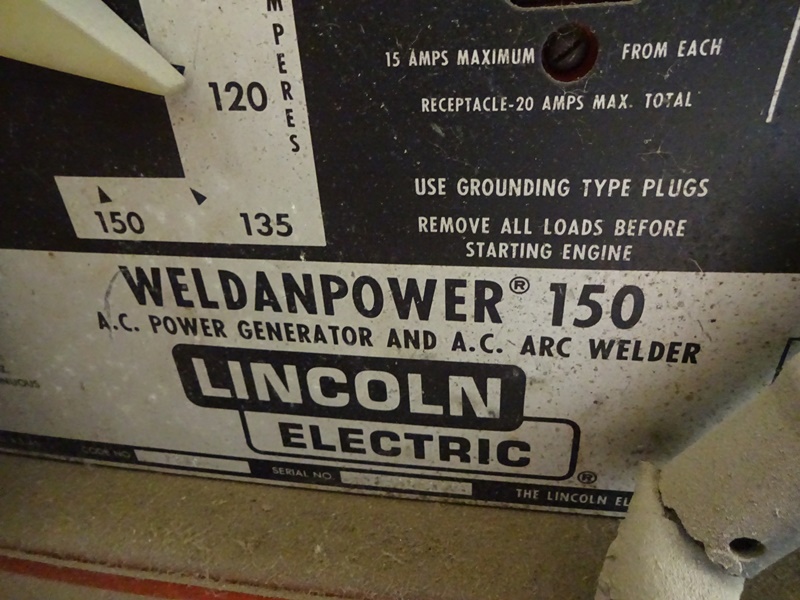 AMPERES
120
150
135
15 AMPS MAXIMUM FROM EACH
RECEPTACLE-20 AMPS MAX. TOTAL
USE GROUNDING TYPE PLUGS
REMOVE ALL LOADS BEFORE
STARTING ENGINE
WELDANPOWER® 150
A.C. POWER GENERATOR AND A.C. ARC WELDER
LINCOLN
ELECTRIC
®
CODE NO.
SERIAL NO.
THE LINCOLN EL